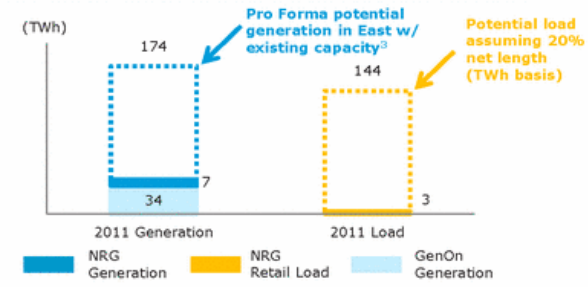 (TWh)
174
Pro Forma potential
generation in East w/
existing capacity3
144
Potential load
assuming 20%
net length
(TWh basis)
7
34
3
2011 Generation
2011 Load
NRG
Generation
NRG
Retail Load
GenOn
Generation